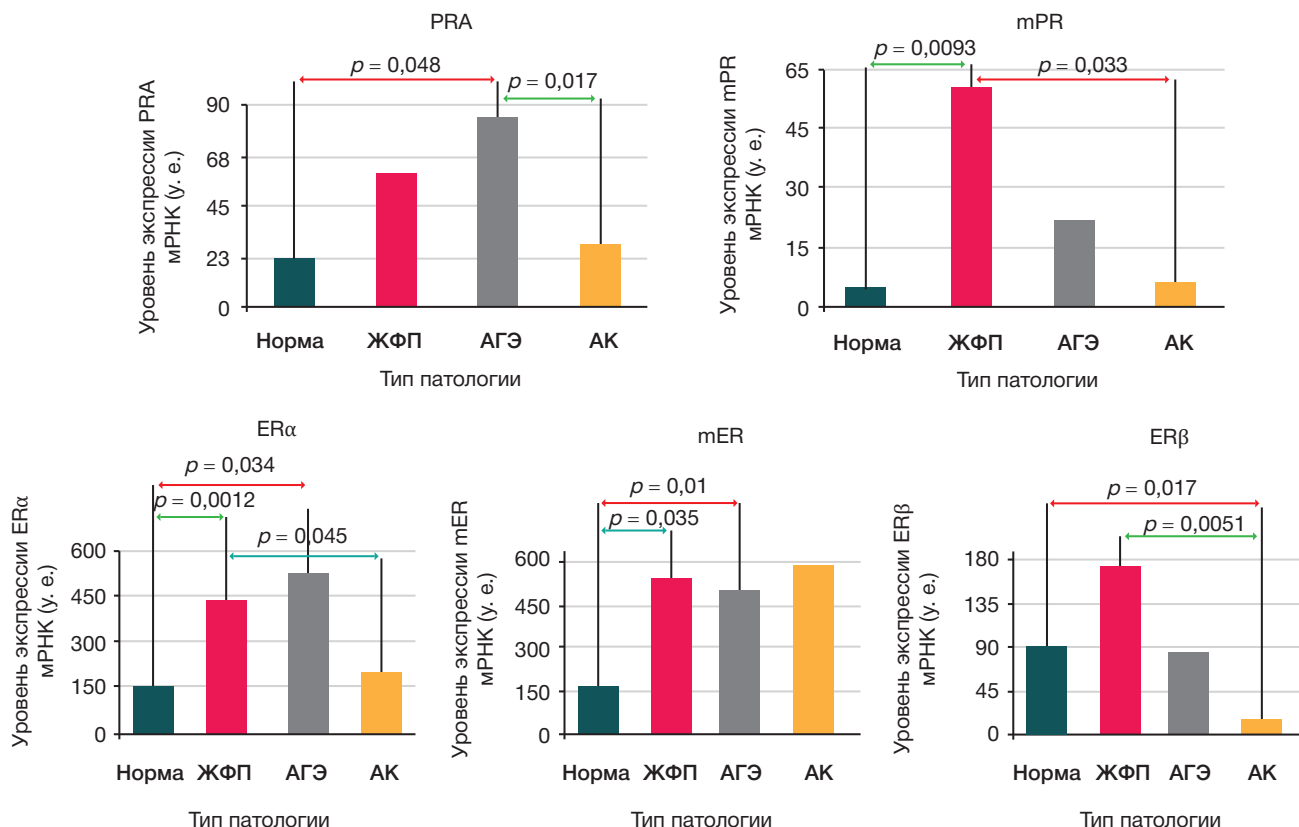 PRA
p = 0,048
p = 0,017
Уровень экспрессии PRA
мРНК (у. е.)
90
68
45
23
0
Норма ЖФП АГЭ АК
Тип патологии
mPR
p = 0,0093
p = 0,033
Уровень экспрессии mPR
мРНК (у. е.)
65
45
30
15
0
Норма ЖФП АГЭ АК
Тип патологии
ERα
p = 0,034
p = 0,0012
p = 0,045
Уровень экспрессии ERα
мРНК (у. е.)
600
450
300
150
0
Норма ЖФП АГЭ АК
Тип патологии
mER
p = 0,01
p = 0,035
Уровень экспрессии mER
мРНК (у. е.)
600
450
300
150
0
Норма ЖФП АГЭ АК
Тип патологии
ERβ
p = 0,017
p = 0,0051
Уровень экспрессии ERβ
мРНК (у. е.)
180
135
90
45
0
Норма ЖФП АГЭ АК
Тип патологии